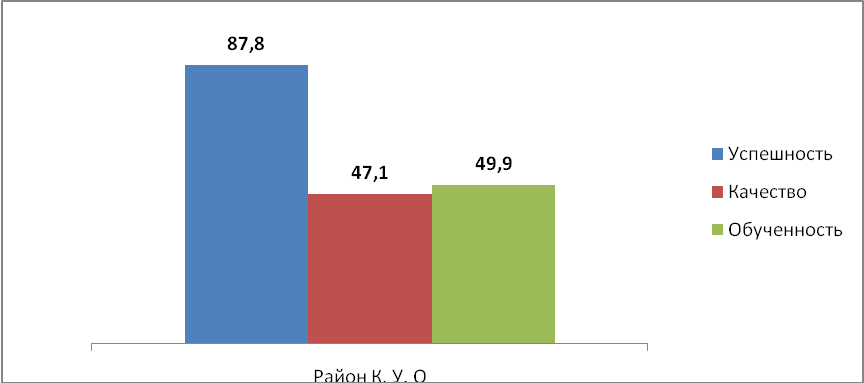 87,8
47,1
49,9
Успешность
Качество
Обученность
Район К, У, О